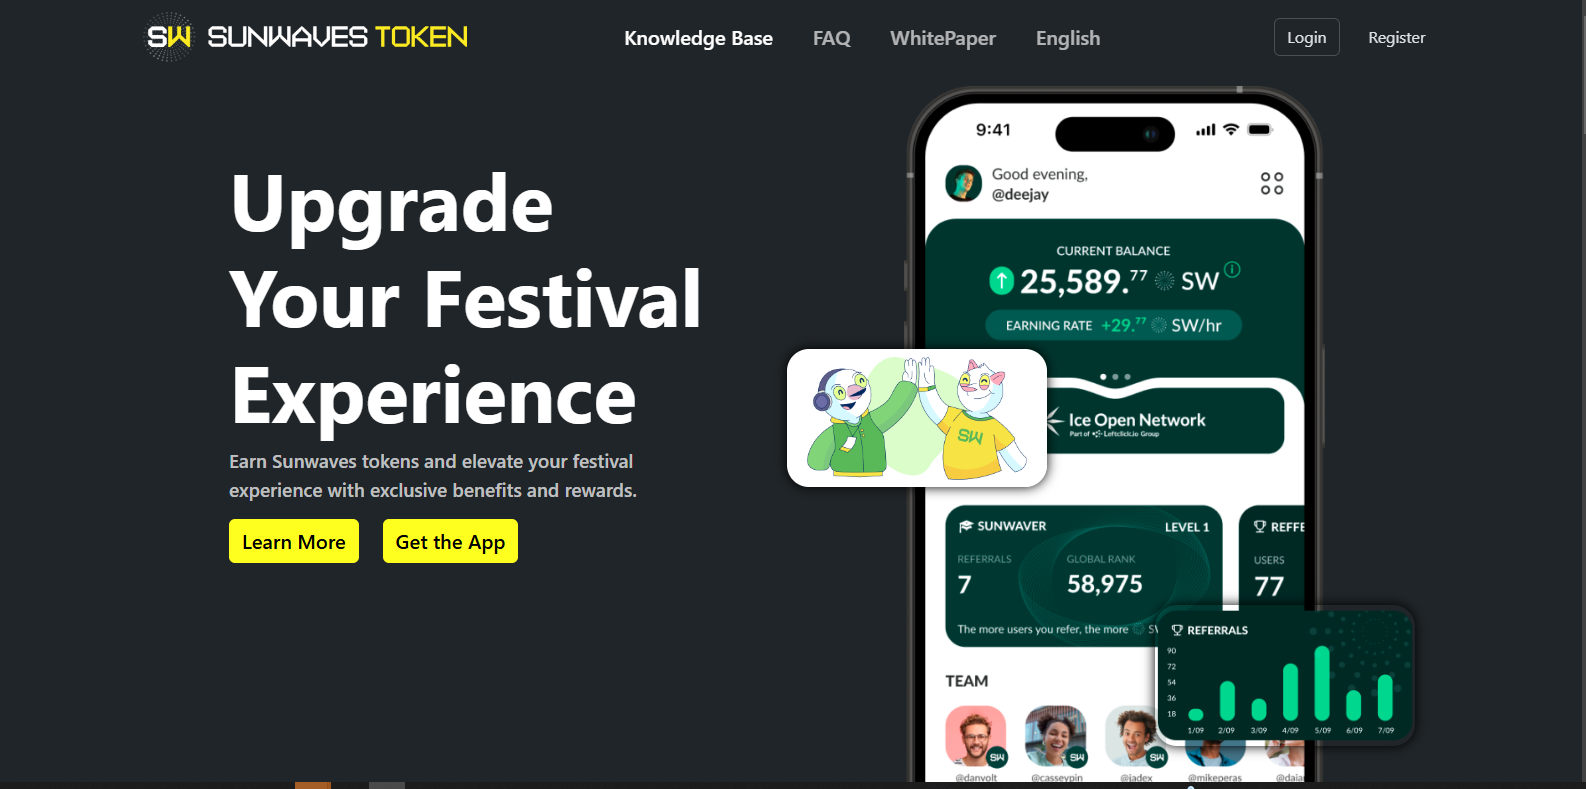 SW SUNWAVES TOKEN
Knowledge Base
FAQ
WhitePaper
English
Login
Register
Upgrade
Your Festival
Experience
Earn Sunwaves tokens and elevate your festival
experience with exclusive benefits and rewards.
Learn More
Get the App
9:41
Good evening,
@deejay
CURRENT BALANCE
25,589.77 SW
EARNING RATE +29.77 SW/hr
SW
Ice Open Network
Part of Leftclick.io Group
SUNWAVER
LEVEL 1
REFERRALS
GLOBAL RANK
7
58,975
The more users you refer, the more
REFFE
USERS
77
REFERRALS
90
72
54
36
18
1/09 2/09 3/09 4/09 5/09 6/09 7/09
TEAM
SW
SW
SW
@danvolt
@casseypin
@jadex
@mikeperas
@daia